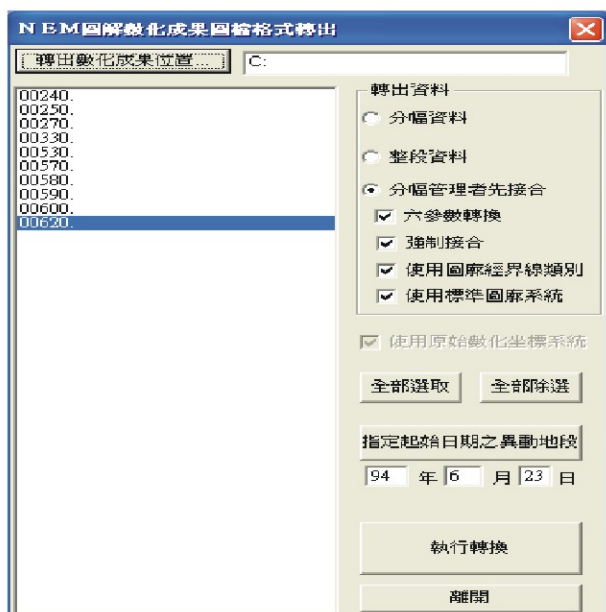 NEM圖解數化成果圖檔格式轉出
轉出數化成果位置... C:
00240.
00250.
00270.
00330.
00530.
00570.
00580.
00590.
00600.
00620.
轉出資料
分幅資料
整段資料
分幅管理者先接合
六參數轉換
強制接合
使用圖廓經界線類別
使用標準圖廓系統
使用原始數化坐標系統
全部選取 全部除選
指定起始日期之異動地段
94 年 6 月 23 日
執行轉換
離開